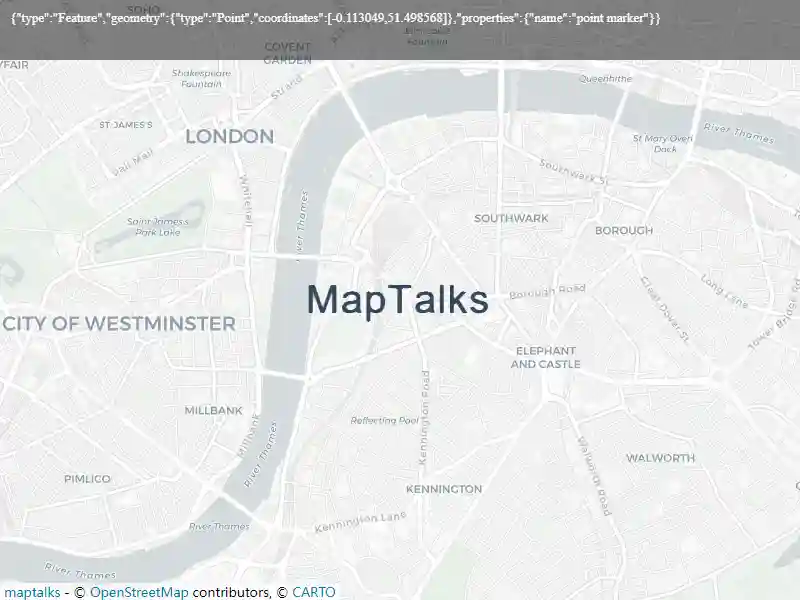 SOHO
{"type":"Feature","geometry":{"type":"Point","coordinates":[-0.113049,51.498568]},"properties":{"name":"point marker"}}
Fountain
COVENT
GARDEN
YFAIR
Shakespeare
Fountain
Strand
Queenhithe
ST JAMES'S
LONDON
River Thames
St Mary Overi
Dock
Pall Mall
Southwark St
Whitehall
Saint James's
Park Lake
River Thames
SOUTHWARK
BOROUGH
MapTalks
Borough Road
Long Lane
Great Dover St
Tower Bridge Rd
CITY OF WESTMINSTER
ELEPHANT
AND CASTLE
MILLBANK
Millbank
Reflecting Pool
Kennington Road
River Thames
WALWORTH
Walworth Road
PIMLICO
KENNINGTON
River Thames
Kennington Lane
River Thames
maptalks - © OpenStreetMap contributors, © CARTO